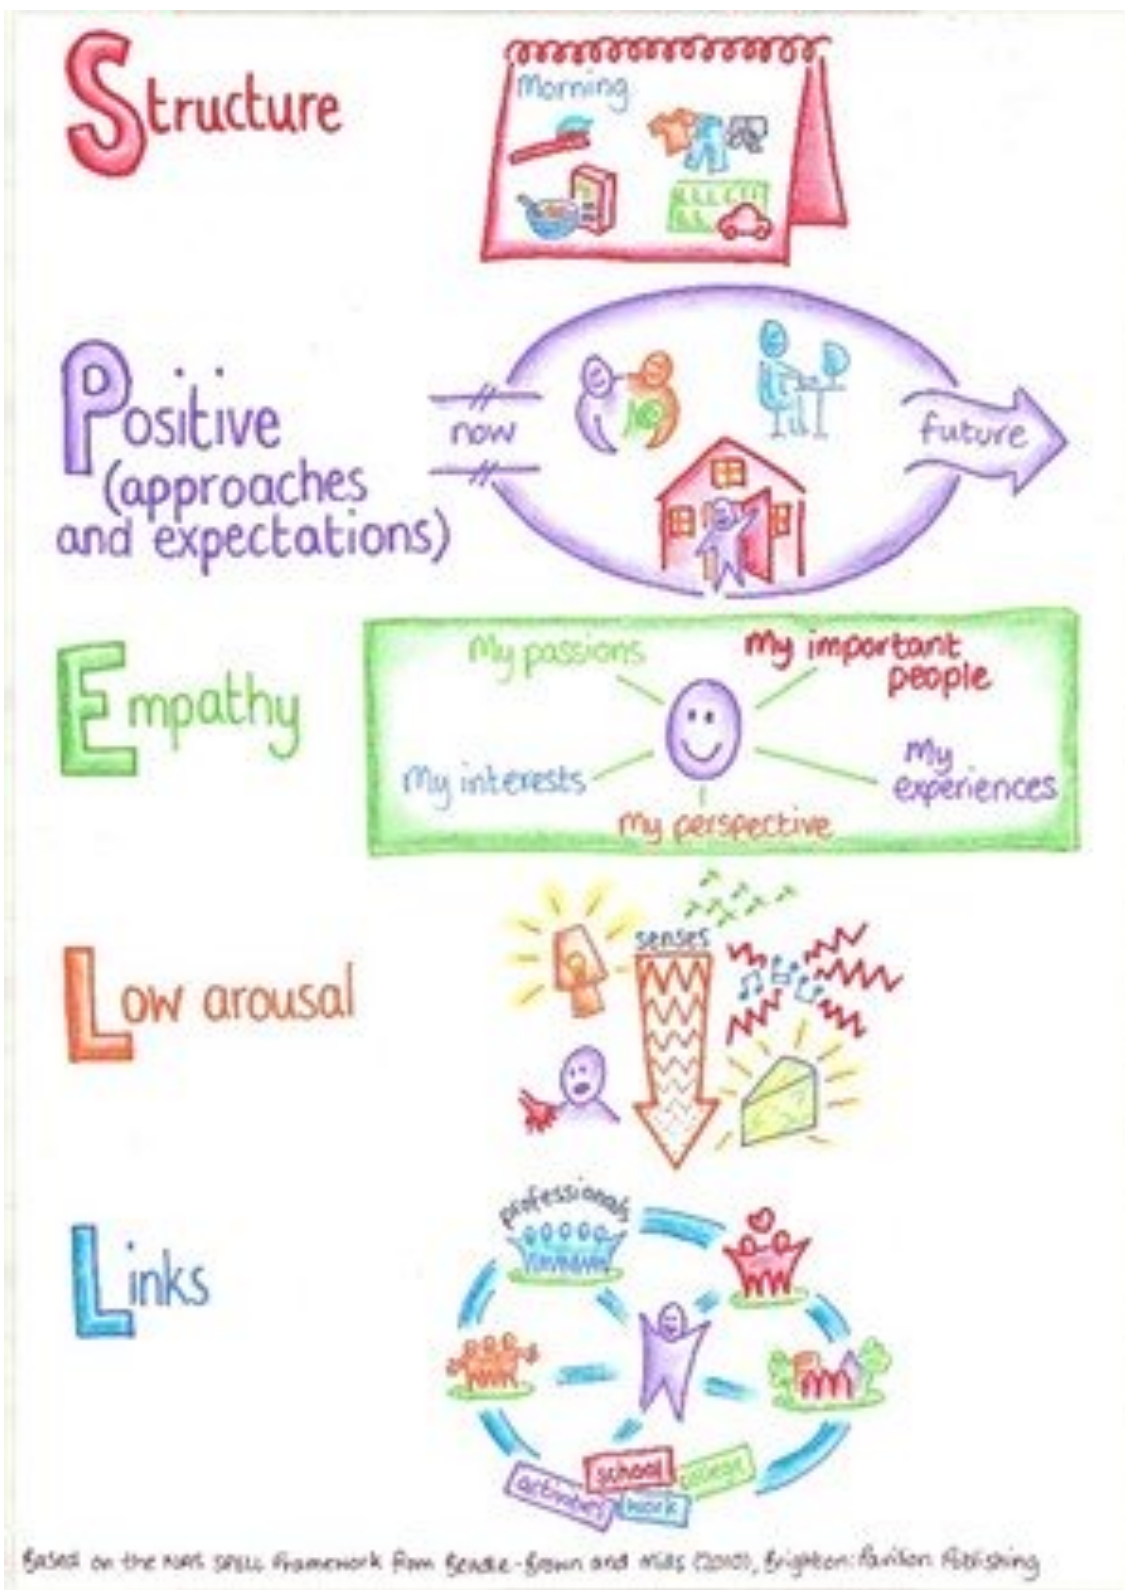 Structure
Morning
Positive
(approaches
and expectations)
now
future
Empathy
My passions
My important
people
My interests
My
experiences
My perspective
Low arousal
senses
Links
professionals
school
college
activities
work
Based on the NAS SPELL framework from Beadle-Brown and Mills (2010), Brighton: Pavilion Publishing